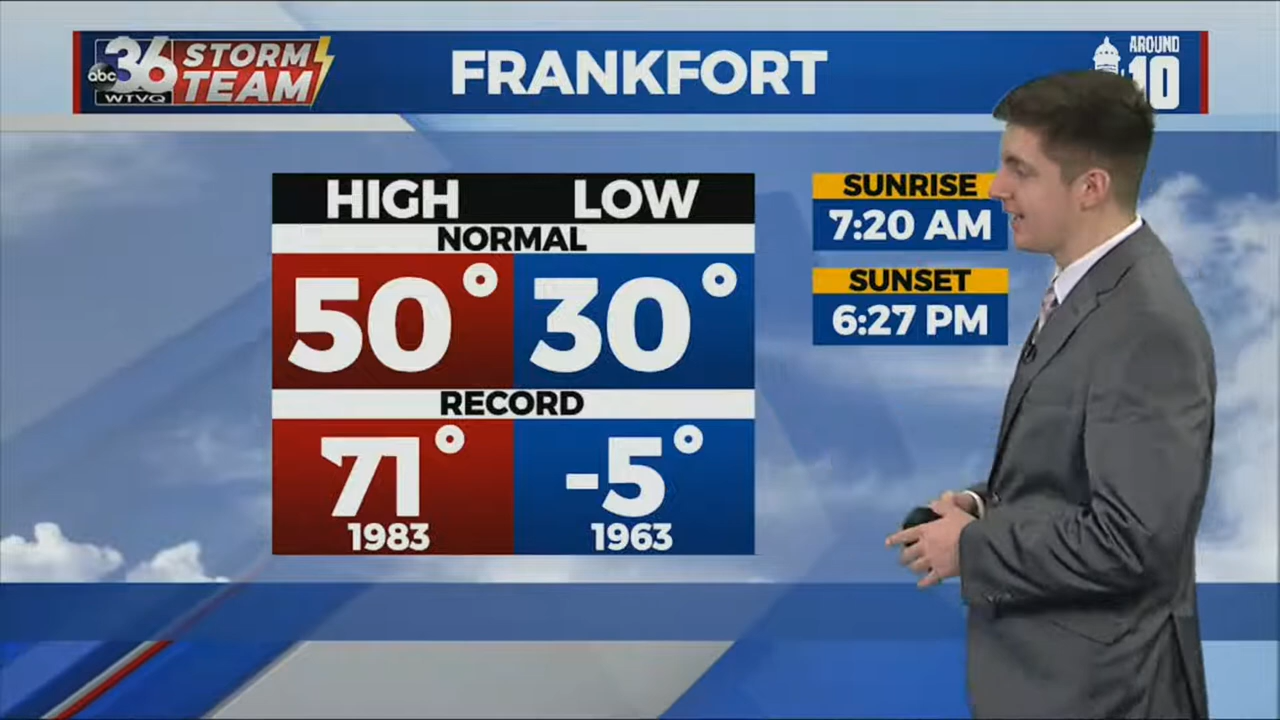 abc 36
WTVQ
STORM
TEAM
FRANKFORT
AROUND
10
HIGH LOW
NORMAL
50° 30°
RECORD
71° -5°
1983 1963
SUNRISE
7:20 AM
SUNSET
6:27 PM